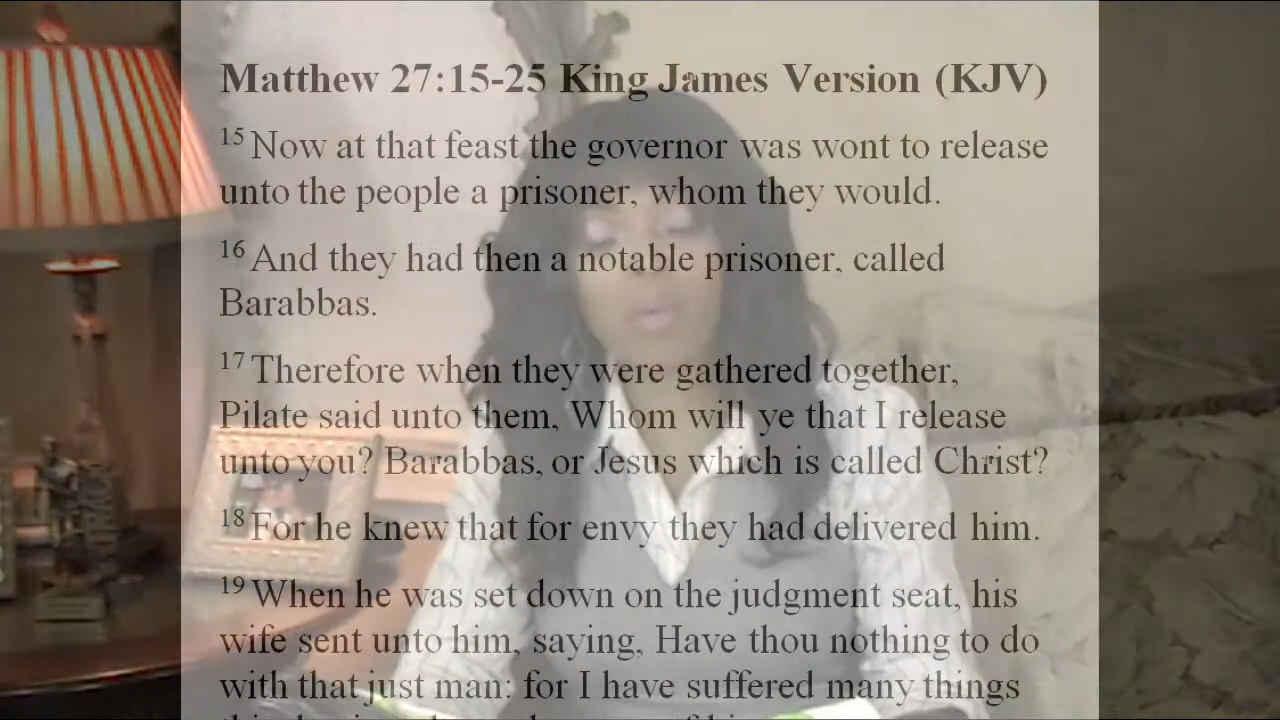 Matthew 27:15-25 King James Version (KJV)
15 Now at that feast the governor was wont to release
unto the people a prisoner, whom they would.
16 And they had then a notable prisoner, called
Barabbas.
17 Therefore when they were gathered together,
Pilate said unto them, Whom will ye that I release
unto you? Barabbas, or Jesus which is called Christ?
18 For he knew that for envy they had delivered him.
19 When he was set down on the judgment seat, his
wife sent unto him, saying, Have thou nothing to do
with that just man: for I have suffered many things